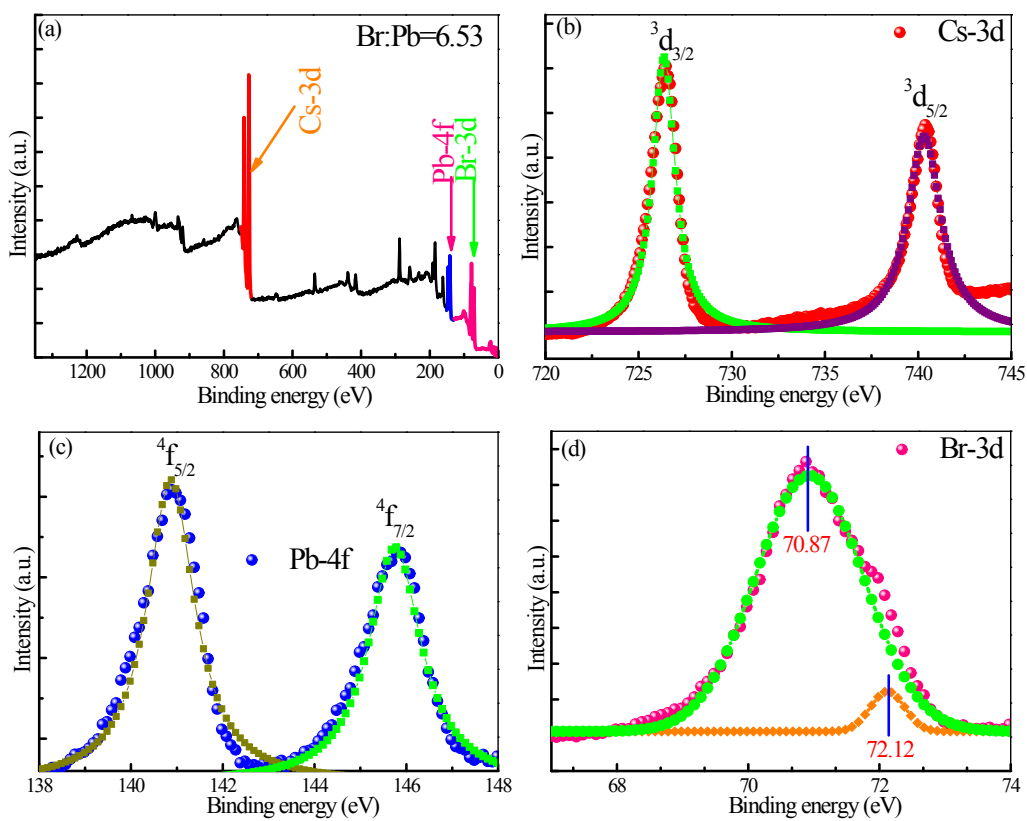 (a)
Br:Pb=6.53
Cs-3d
Pb-4f
Br-3d
Intensity (a.u.)
1200 1000 800 600 400 200 0
Binding energy (eV)
(b)
Cs-3d
³d₃/₂
³d₅/₂
Intensity (a.u.)
720 725 730 735 740 745
Binding energy (eV)
(c)
⁴f₅/₂
⁴f₇/₂
Pb-4f
Intensity (a.u.)
138 140 142 144 146 148
Binding energy (eV)
(d)
Br-3d
70.87
72.12
Intensity (a.u.)
68 70 72 74
Binding energy (eV)